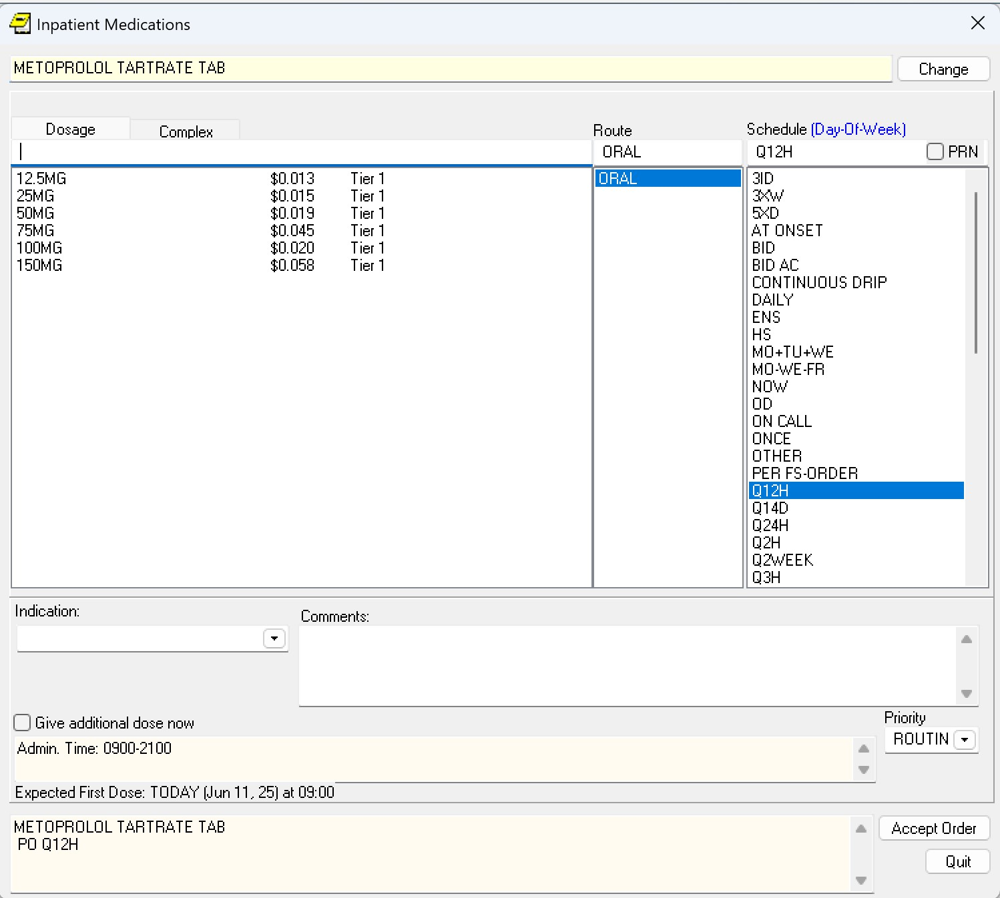 Inpatient Medications
METOPROLOL TARTRATE TAB
Change
Dosage
Complex
Route
Schedule (Day-Of-Week)
ORAL
Q12H
PRN
12.5MG $0.013 Tier 1
25MG $0.015 Tier 1
50MG $0.019 Tier 1
75MG $0.045 Tier 1
100MG $0.020 Tier 1
150MG $0.058 Tier 1
ORAL
3ID
3XW
5XD
AT ONSET
BID
BID AC
CONTINUOUS DRIP
DAILY
ENS
HS
MO+TU+WE
MO-WE-FR
NOW
OD
ON CALL
ONCE
OTHER
PER FS-ORDER
Q12H
Q14D
Q24H
Q2H
Q2WEEK
Q3H
Indication:
Comments:
Give additional dose now
Priority
ROUTIN
Admin. Time: 0900-2100
Expected First Dose: TODAY (Jun 11, 25) at 09:00
METOPROLOL TARTRATE TAB
PO Q12H
Accept Order
Quit